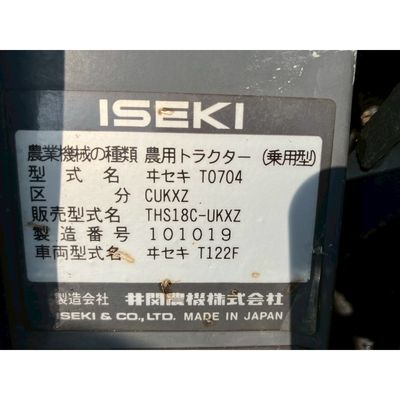 ISEKI
農業機械の種類 農用トラクター (乗用型)
型式名 ヰセキ T0704
区分 CUKXZ
販売型式名 THS18C-UKXZ
製造番号 101019
車両型式名 ヰセキ T122F
製造会社 井関農機株式会社
ISEKI & CO., LTD. MADE IN JAPAN